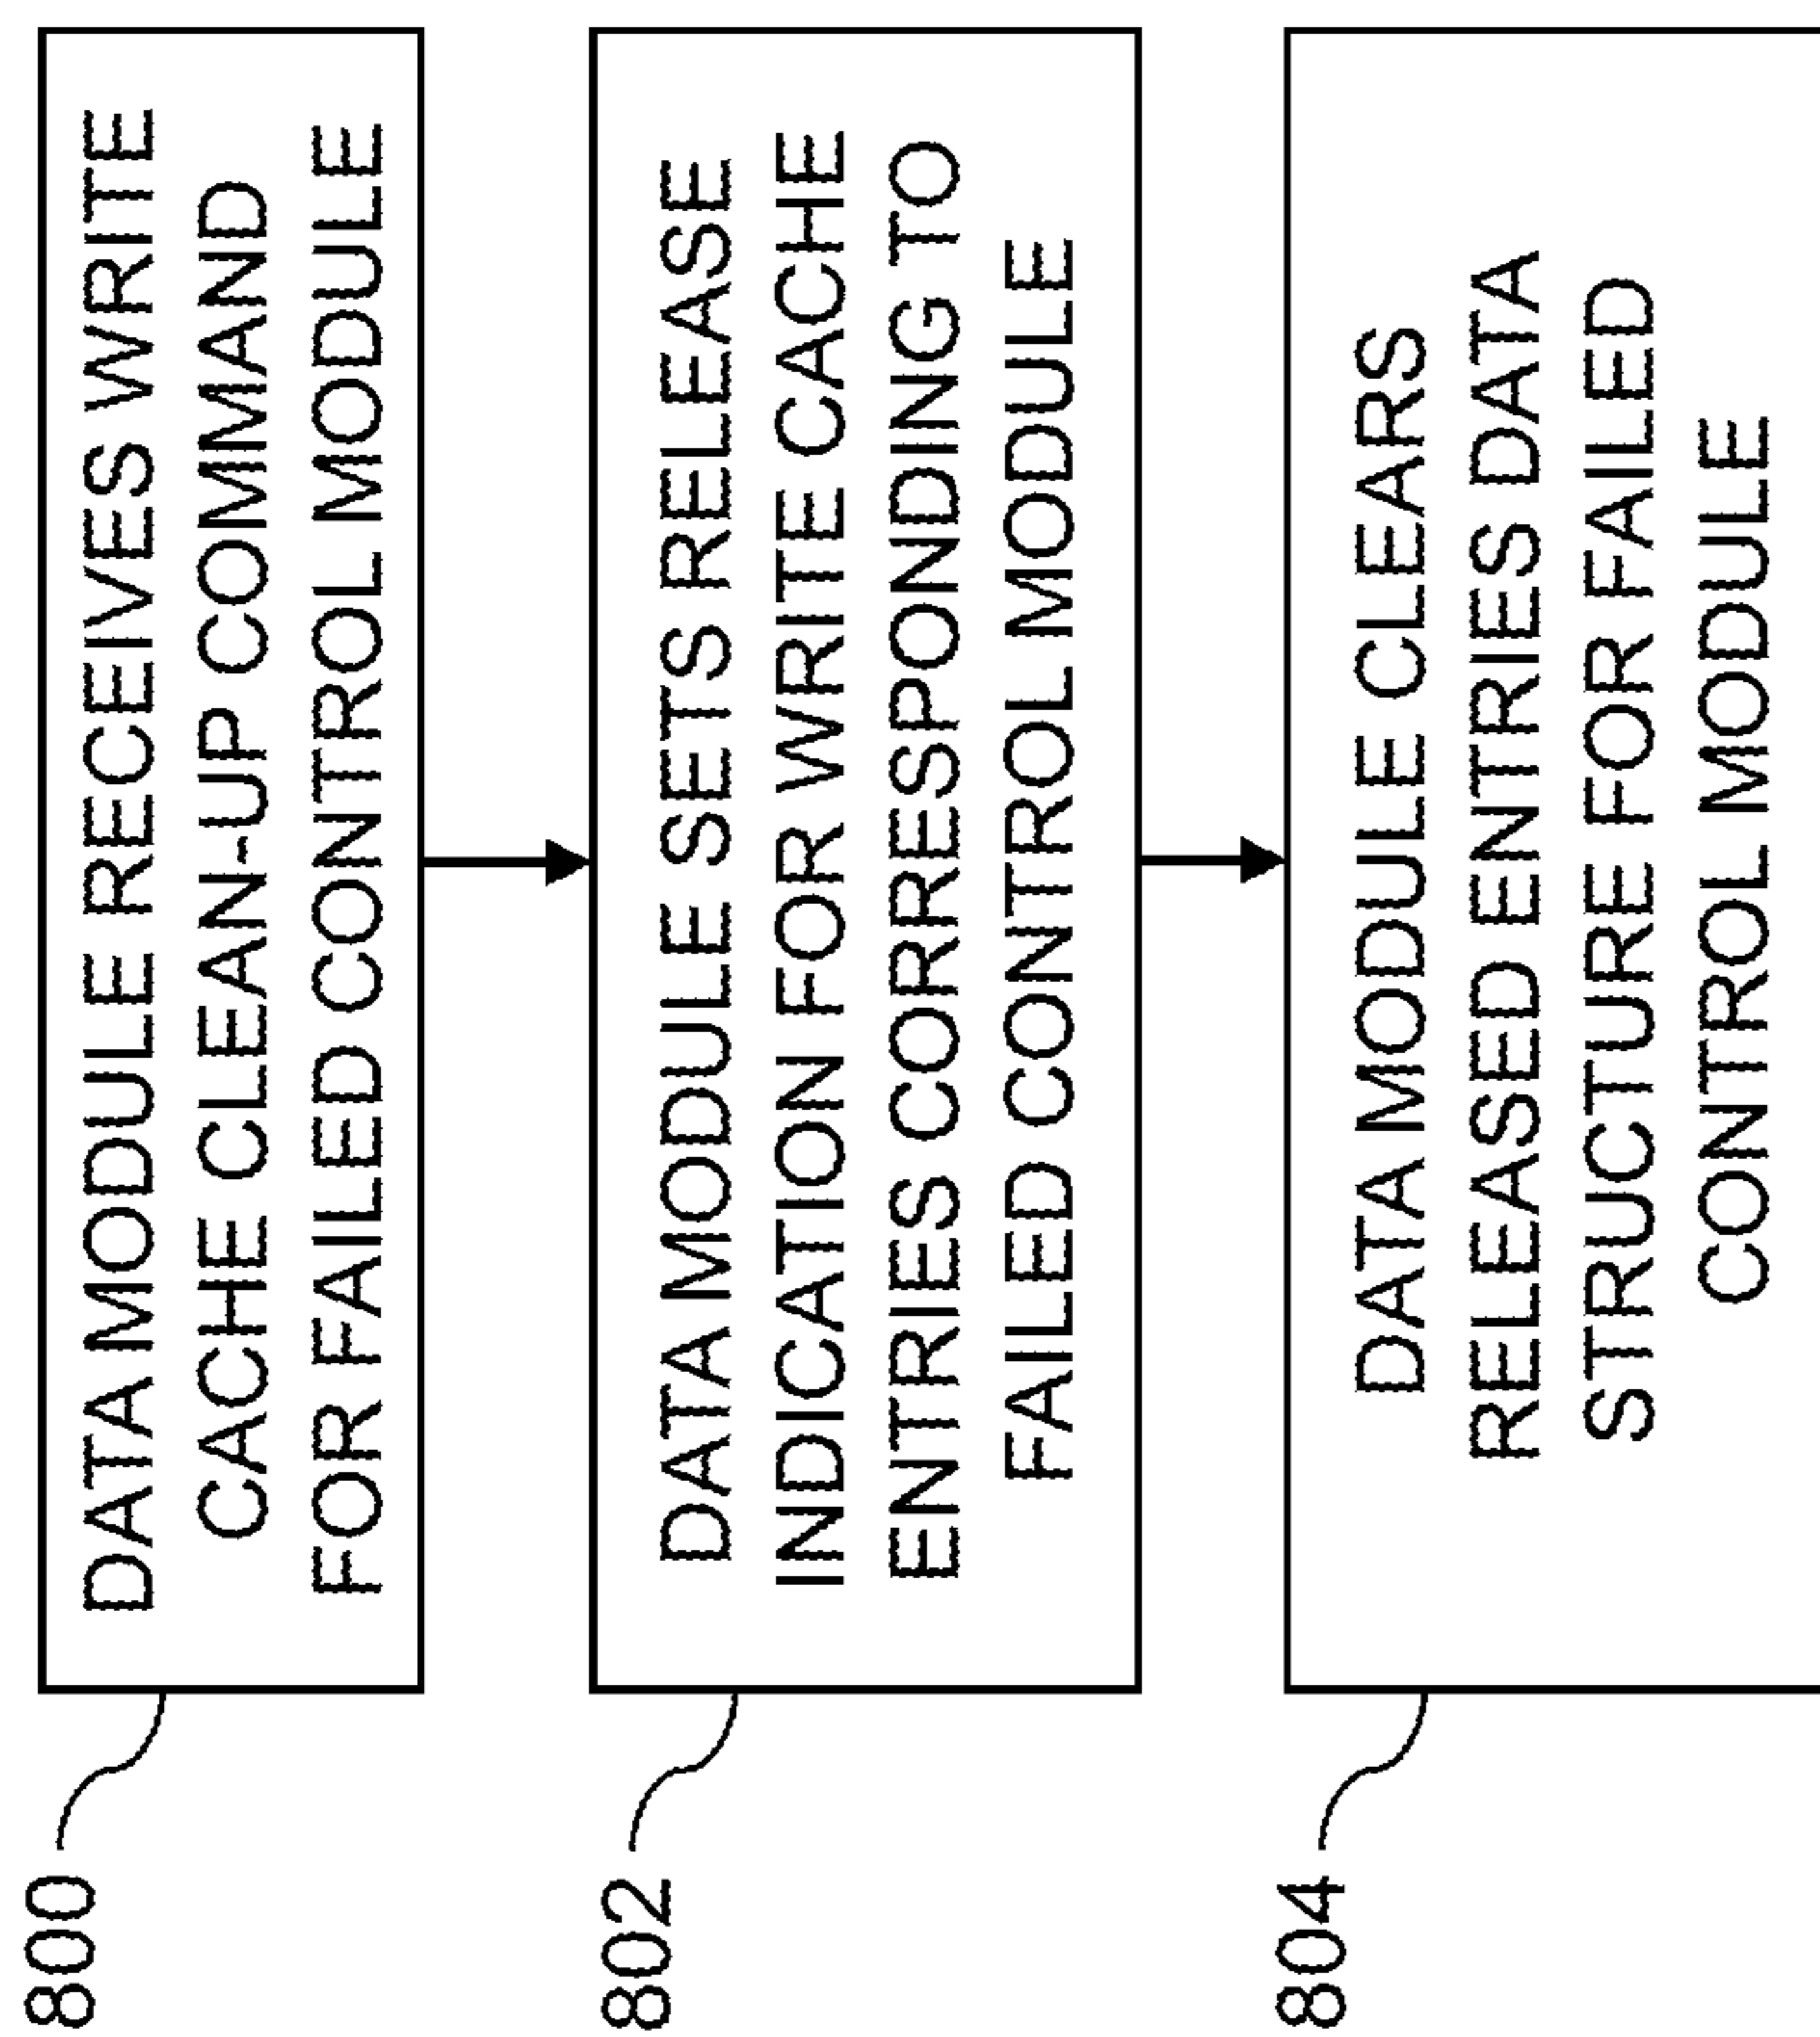 800
DATA MODULE RECEIVES WRITE
CACHE CLEAN-UP COMMAND
FOR FAILED CONTROL MODULE
802
DATA MODULE SETS RELEASE
INDICATION FOR WRITE CACHE
ENTRIES CORRESPONDING TO
FAILED CONTROL MODULE
804
DATA MODULE CLEARS
RELEASED ENTRIES DATA
STRUCTURE FOR FAILED
CONTROL MODULE